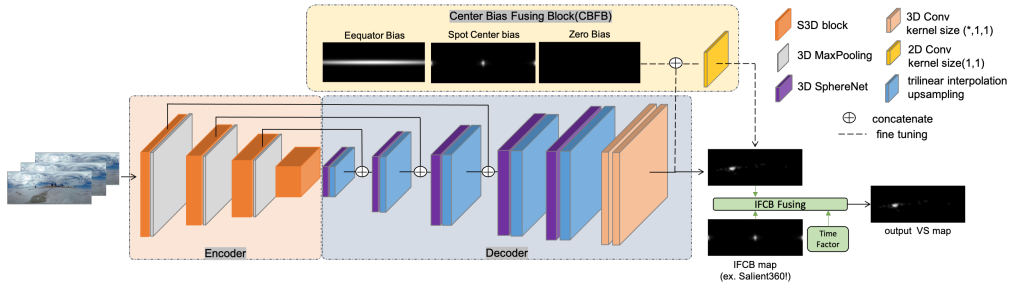 Center Bias Fusing Block(CBFB)
Eequator Bias
Spot Center bias
Zero Bias
S3D block
3D MaxPooling
3D SphereNet
3D Conv
kernel size (*,1,1)
2D Conv
kernel size(1,1)
trilinear interpolation
upsampling
concatenate
fine tuning
Encoder
Decoder
IFCB Fusing
Time
Factor
IFCB map
(ex. Salient360!)
output VS map